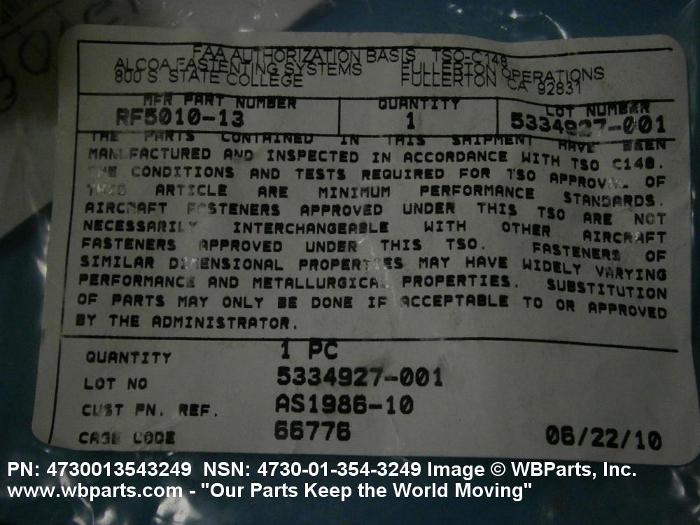 FAA AUTHORIZATION BASIS TSO-C148
ALCOA FASTENTING SYSTEMS FULLERTON OPERATIONS
800 S STATE COLLEGE FULLERTON CA 92831
MFR PART NUMBER QUANTITY LOT NUMBER
RF5010-13 1 5334927-001
THE PARTS CONTAINED IN THIS SHIPMENT HAVE BEEN
MANUFACTURED AND INSPECTED IN ACCORDANCE WITH TSO C148.
THE CONDITIONS AND TESTS REQUIRED FOR TSO APPROVAL OF
THIS ARTICLE ARE MINIMUM PERFORMANCE STANDARDS.
AIRCRAFT FASTENERS APPROVED UNDER THIS TSO ARE NOT
NECESSARILY INTERCHANGEABLE WITH OTHER AIRCRAFT
FASTENERS APPROVED UNDER THIS TSO. FASTENERS OF
SIMILAR DIMENSIONAL PROPERTIES MAY HAVE WIDELY VARYING
PERFORMANCE AND METALLURGICAL PROPERTIES. SUBSTITUTION
OF PARTS MAY ONLY BE DONE IF ACCEPTABLE TO OR APPROVED
BY THE ADMINISTRATOR.
QUANTITY 1 PC
LOT NO 5334927-001
CUST PN. REF. AS1986-10
CAGE CODE 66776 06/22/10
PN: 4730013543249 NSN: 4730-01-354-3249 Image © WBParts, Inc.
www.wbparts.com - "Our Parts Keep the World Moving"